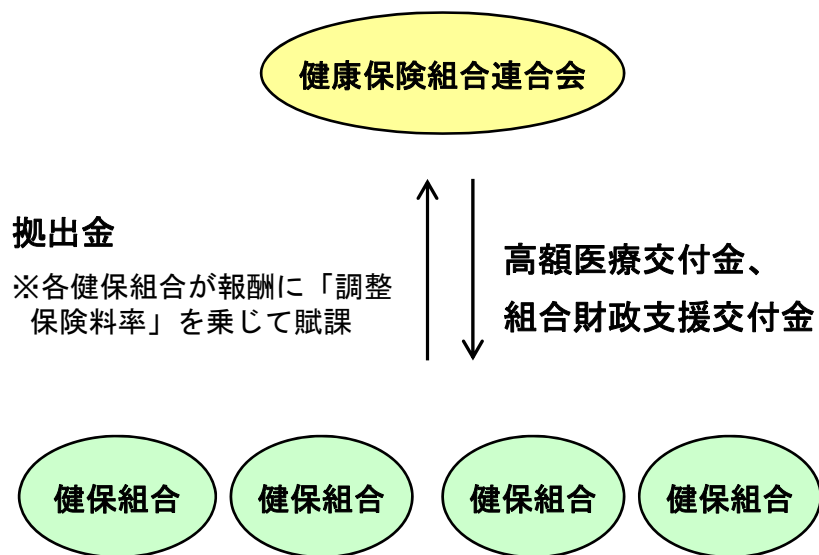 健康保険組合連合会
拠出金
※各健保組合が報酬に「調整
保険料率」を乗じて賦課
高額医療交付金、
組合財政支援交付金
健保組合
健保組合
健保組合
健保組合